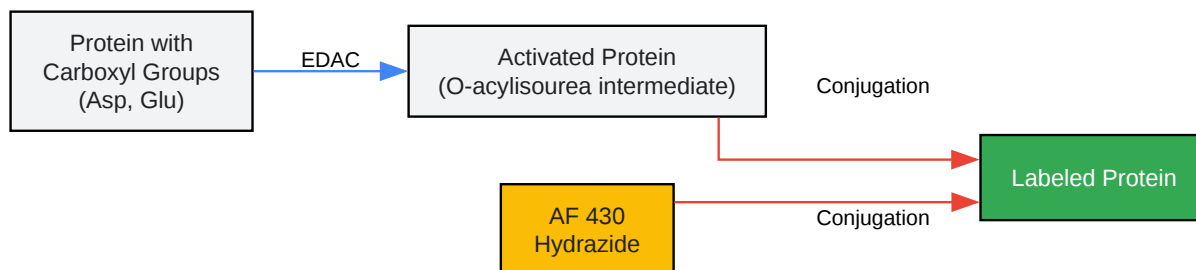 Protein with
Carboxyl Groups
(Asp, Glu)
EDAC
Activated Protein
(O-acylisourea intermediate)
Conjugation
Labeled Protein
AF 430
Hydrazide
Conjugation